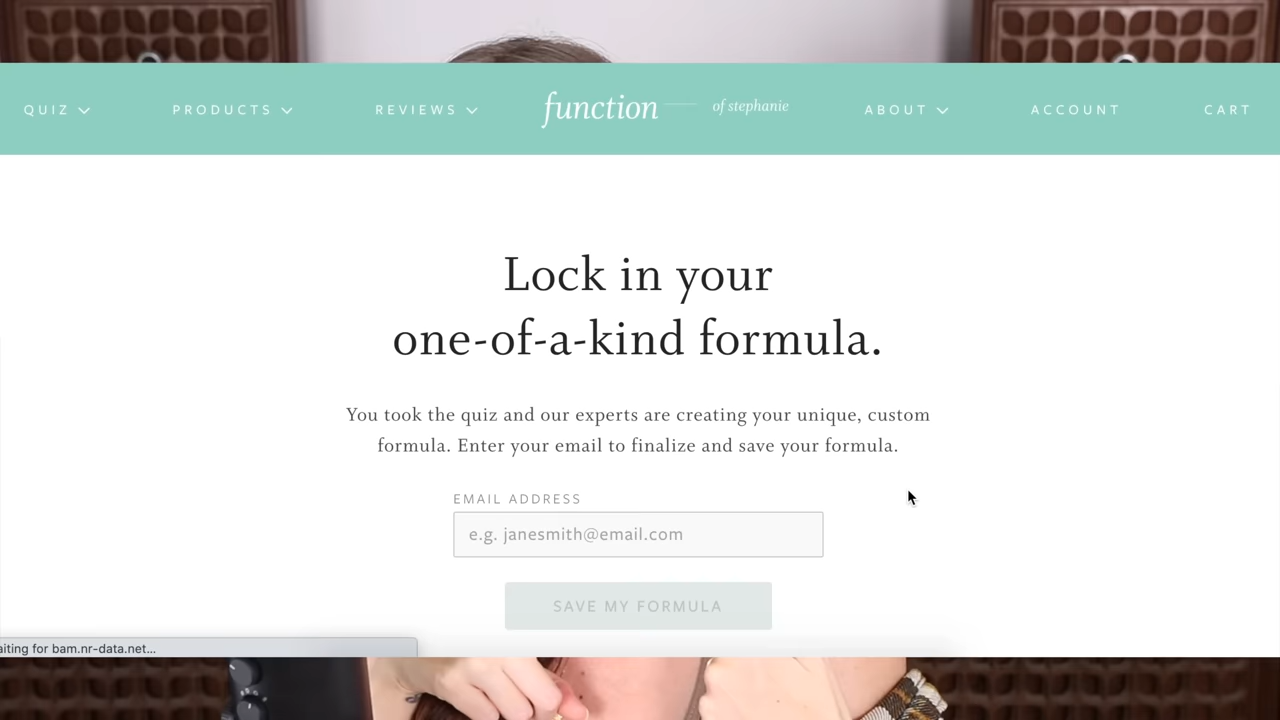 QUIZ PRODUCTS REVIEWS function of stephanie ABOUT ACCOUNT CART
Lock in your
one-of-a-kind formula.
You took the quiz and our experts are creating your unique, custom
formula. Enter your email to finalize and save your formula.
EMAIL ADDRESS
e.g. janesmith@email.com
SAVE MY FORMULA
aiting for bam.nr-data.net...